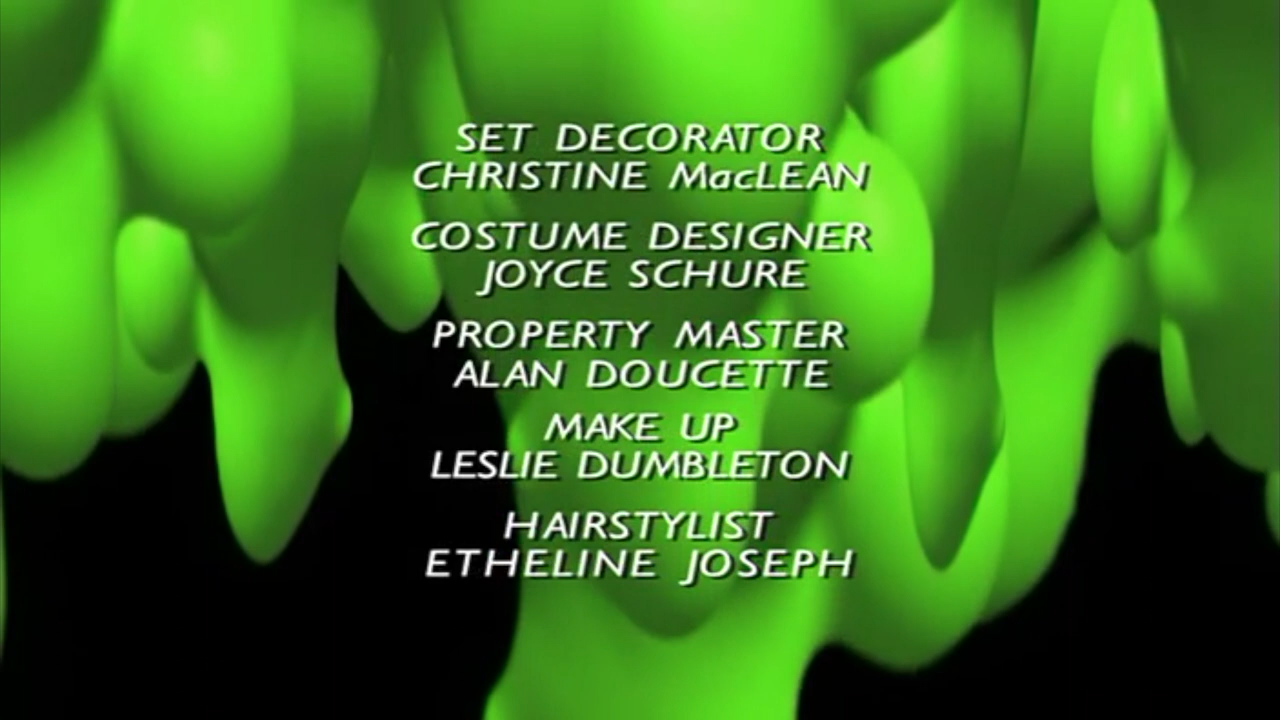 SET DECORATOR
CHRISTINE MacLEAN
COSTUME DESIGNER
JOYCE SCHURE
PROPERTY MASTER
ALAN DOUCETTE
MAKE UP
LESLIE DUMBLETON
HAIRSTYLIST
ETHELINE JOSEPH